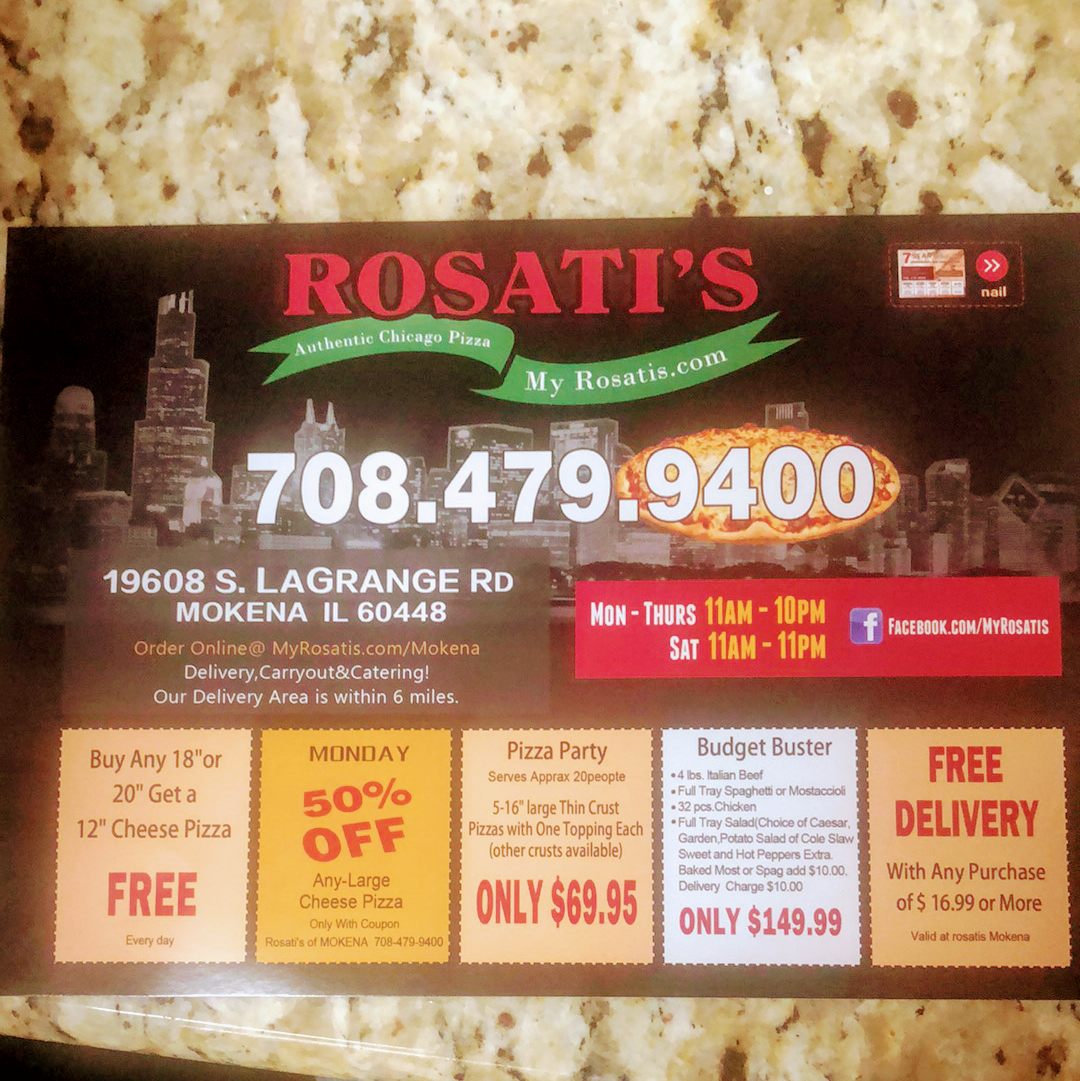 ROSATI'S
Authentic Chicago Pizza
My Rosatis.com
nail
708.479.9400
19608 S. LAGRANGE RD
MOKENA IL 60448
Order Online@ MyRosatis.com/Mokena
Delivery,Carryout&Catering!
Our Delivery Area is within 6 miles.
MON - THURS 11AM - 10PM
SAT 11AM - 11PM
FACEBOOK.COM/MYROSATIS
Buy Any 18"or
20" Get a
12" Cheese Pizza
FREE
Every day
MONDAY
50%
OFF
Any-Large
Cheese Pizza
Only With Coupon
Rosati's of MOKENA 708-479-9400
Pizza Party
Serves Apprax 20peopte
5-16" large Thin Crust
Pizzas with One Topping Each
(other crusts available)
ONLY $69.95
Budget Buster
• 4 lbs. Italian Beef
• Full Tray Spaghetti or Mostaccioli
• 32 pcs.Chicken
• Full Tray Salad(Choice of Caesar,
Garden,Potato Salad of Cole Slaw
Sweet and Hot Peppers Extra.
Baked Most or Spag add $10.00.
Delivery Charge $10.00
ONLY $149.99
FREE
DELIVERY
With Any Purchase
of $ 16.99 or More
Valid at rosatis Mokena